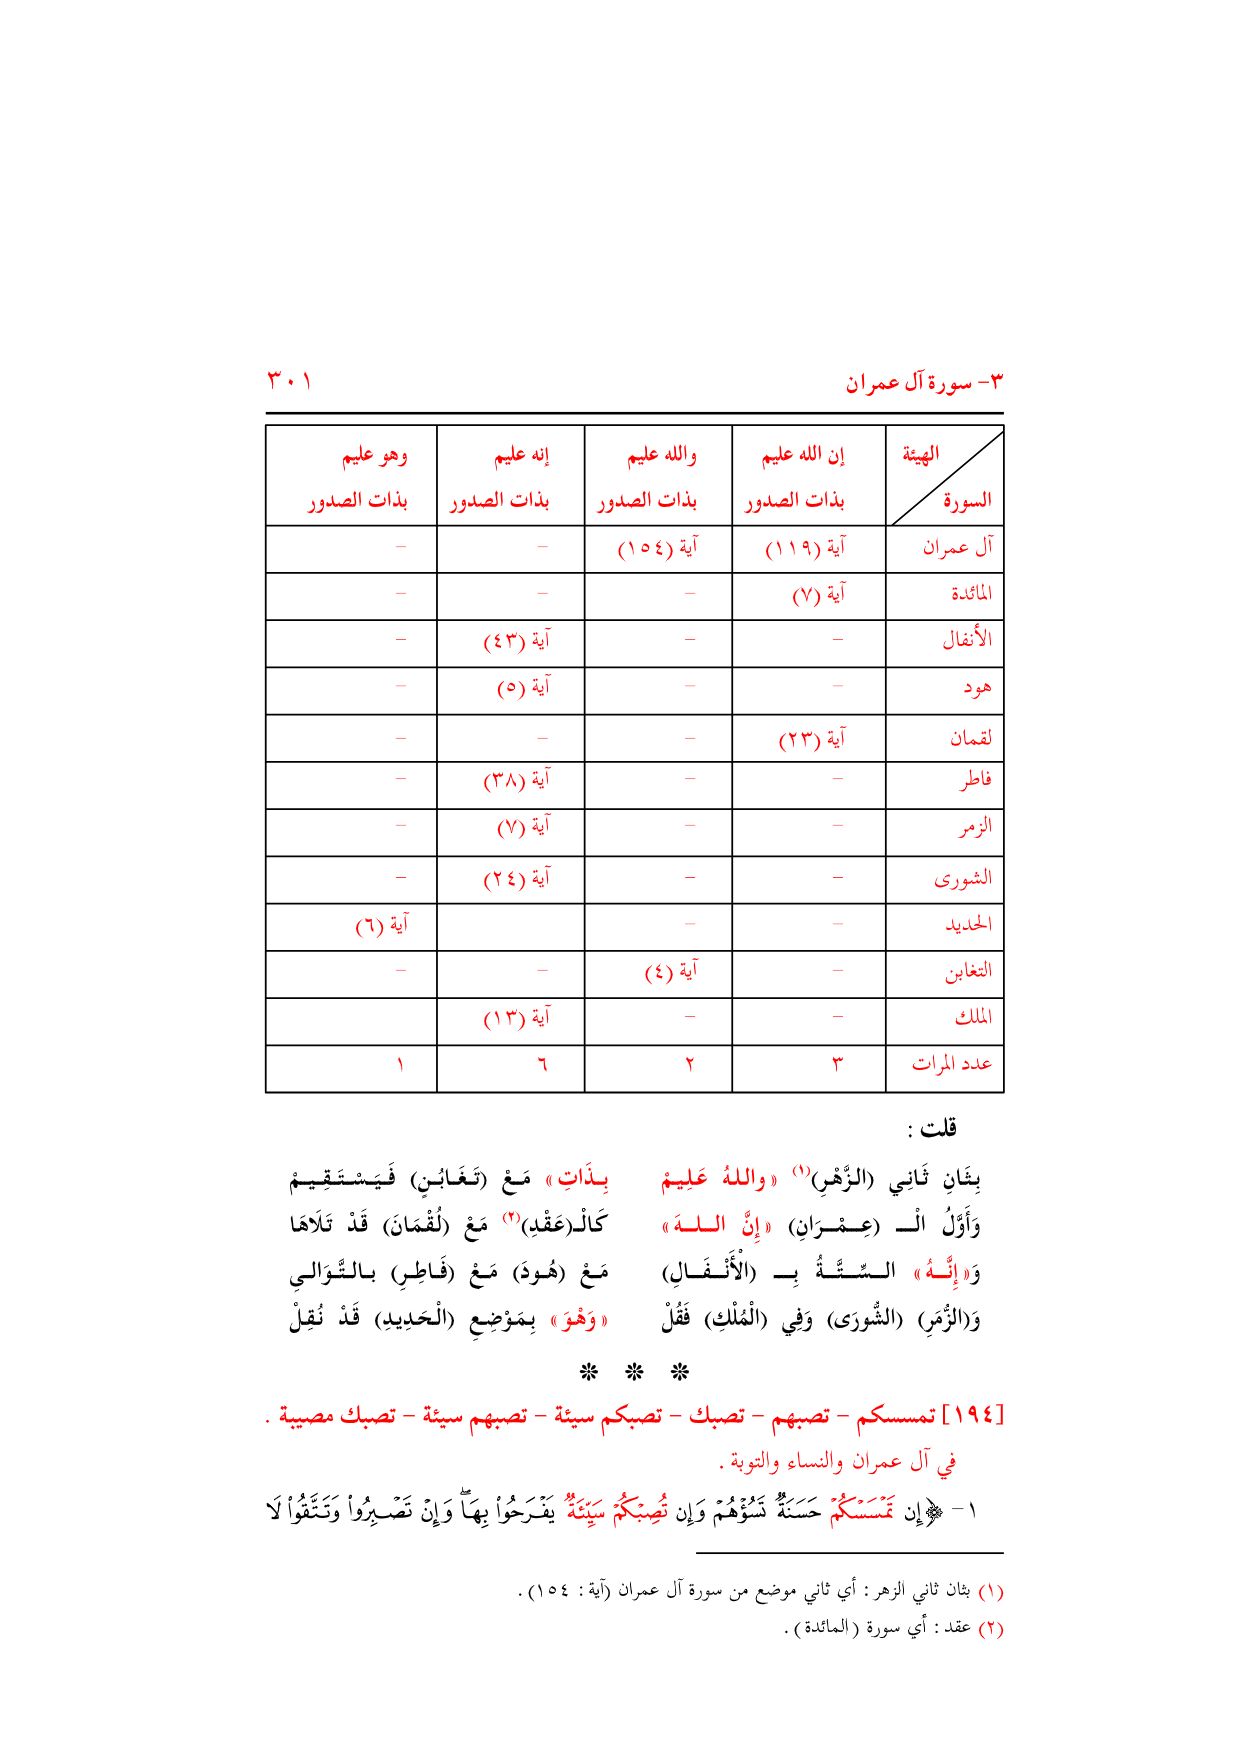 ٣- سورة آل عمران ٣٠١
الهيئة إن الله عليم والله عليم إنه عليم وهو عليم
السورة بذات الصدور بذات الصدور بذات الصدور بذات الصدور
آل عمران آية (١١٩) آية (١٥٤) – –
المائدة آية (٧) – – –
الأنفال – – آية (٤٣) –
هود – – آية (٥) –
لقمان آية (٢٣) – – –
فاطر – – آية (٣٨) –
الزمر – – آية (٧) –
الشورى – – آية (٢٤) –
الحديد – – آية (٦)
التغابن – آية (٤) – –
الملك – – آية (١٣)
عدد المرات ٣ ٢ ٦ ١
قلت :
بِثَانِ ثَانِي (الزَّهْرِ)(١) «واللهُ عَلِيمْ بِذَاتِ» مَعْ (تَغَابُنٍ) فَيَسْتَقِيمْ
وَأَوَّلُ الْـ (عِمْرَانِ) «إِنَّ اللهَ» كَالْـ(عَقْدِ)(٢) مَعْ (لُقْمَانَ) قَدْ تَلَاهَا
وَ«إِنَّهُ» السِّتَّةُ بِـ (الْأَنْفَالِ) مَعْ (هُودَ) مَعْ (فَاطِرِ) بالتَّوَالي
وَ(الزُّمَرِ) (الشُّورَى) وَفِي (الْمُلْكِ) فَقُلْ «وَهْوَ» بِمَوْضِعِ (الْحَدِيدِ) قَدْ نُقِلْ
❊ ❊ ❊
[١٩٤] تمسسكم – تصبهم – تصبك – تصبكم سيئة – تصبهم سيئة – تصبك مصيبة .
في آل عمران والنساء والتوبة .
١ – ﴿إِن تَمۡسَسۡكُمۡ حَسَنَةٌ تَسُؤۡهُمۡ وَإِن تُصِبۡكُمۡ سَيِّئَةٌ يَفۡرَحُواْ بِهَاۖ وَإِن تَصۡبِرُواْ وَتَتَّقُواْ لَا
(١) بثان ثاني الزهر : أي ثاني موضع من سورة آل عمران (آية : ١٥٤) .
(٢) عقد : أي سورة (المائدة) .